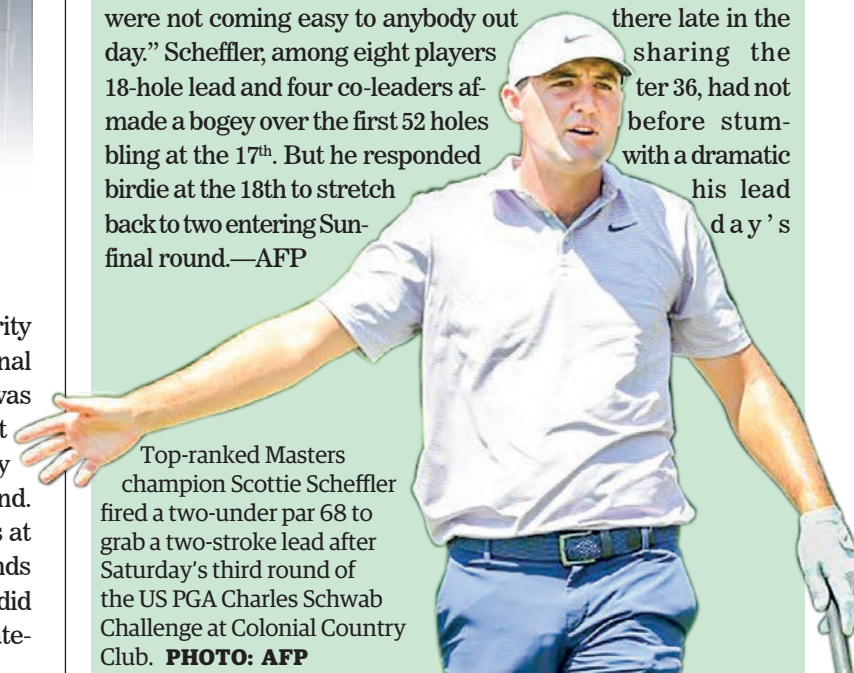 were not coming easy to anybody out there late in the
day.” Scheffler, among eight players sharing the
18-hole lead and four co-leaders af- ter 36, had not
made a bogey over the first 52 holes before stum-
bling at the 17th. But he responded with a dramatic
birdie at the 18th to stretch his lead
back to two entering Sun- day’s
final round.—AFP
rity
nal
was
t
y
nd.
s at
nds
did
te-
Top-ranked Masters
champion Scottie Scheffler
fired a two-under par 68 to
grab a two-stroke lead after
Saturday’s third round of
the US PGA Charles Schwab
Challenge at Colonial Country
Club. PHOTO: AFP